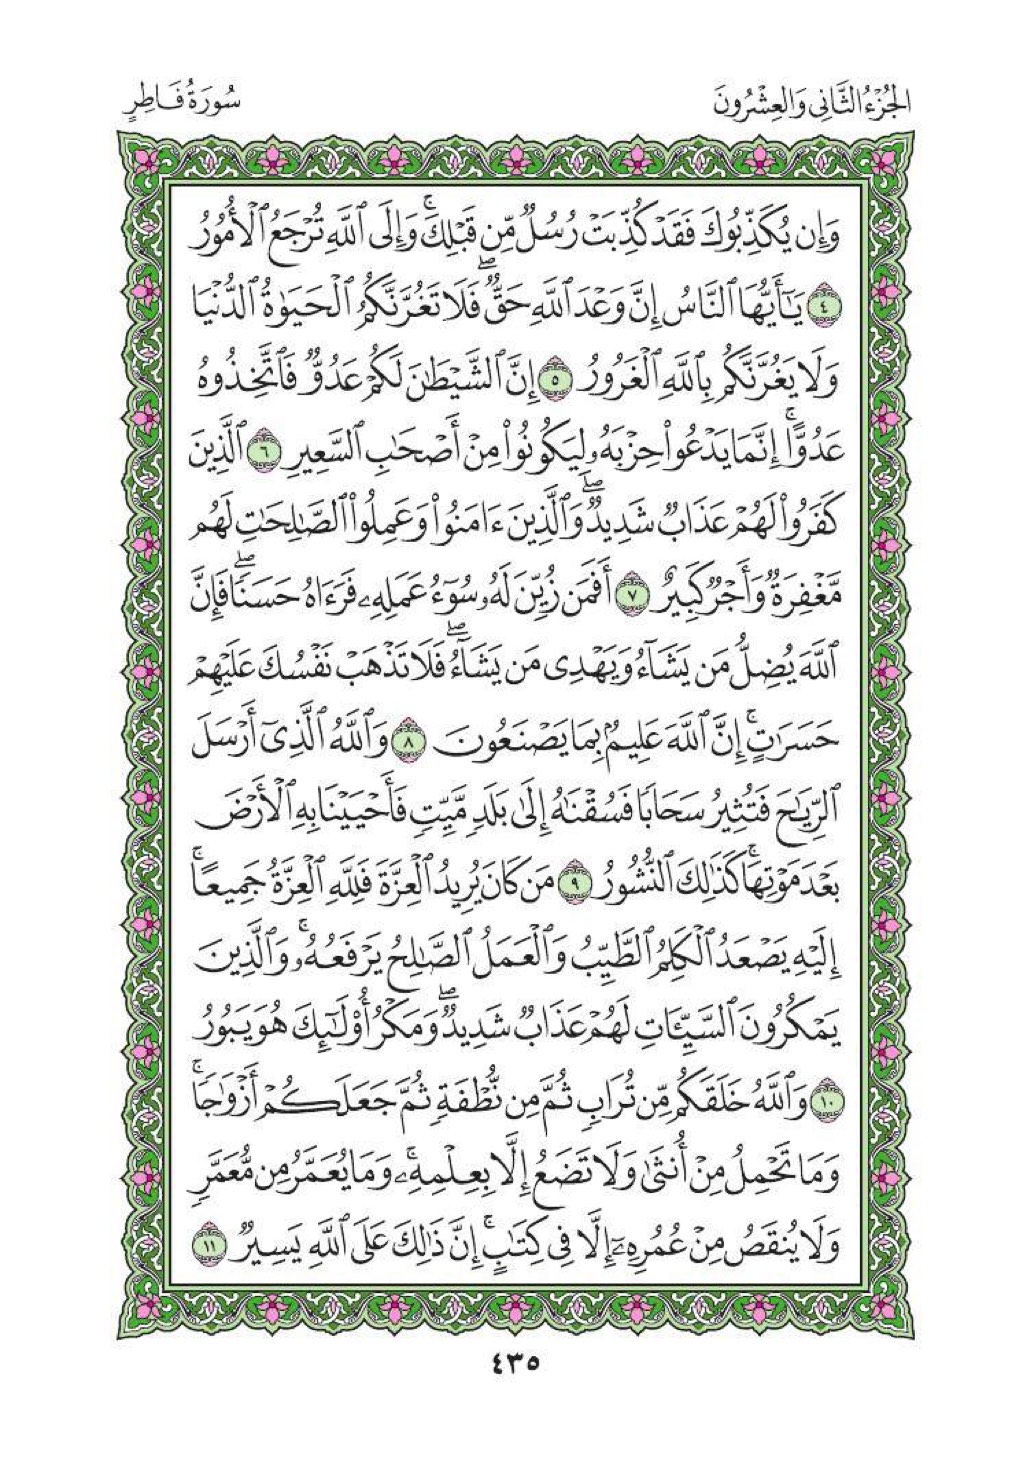 الجُزْءُ الثَّانِي وَالعِشْرُونَ
سُورَةُ فَاطِرٍ
وَإِن يُكَذِّبُوكَ فَقَدْ كُذِّبَتْ رُسُلٌ مِّن قَبْلِكَۚ وَإِلَى ٱللَّهِ تُرْجَعُ ٱلْأُمُورُ
٤ يَٰٓأَيُّهَا ٱلنَّاسُ إِنَّ وَعْدَ ٱللَّهِ حَقٌّۖ فَلَا تَغُرَّنَّكُمُ ٱلْحَيَوٰةُ ٱلدُّنْيَا
وَلَا يَغُرَّنَّكُم بِٱللَّهِ ٱلْغَرُورُ ٥ إِنَّ ٱلشَّيْطَٰنَ لَكُمْ عَدُوٌّ فَٱتَّخِذُوهُ
عَدُوًّاۚ إِنَّمَا يَدْعُوا۟ حِزْبَهُۥ لِيَكُونُوا۟ مِنْ أَصْحَٰبِ ٱلسَّعِيرِ ٦ ٱلَّذِينَ
كَفَرُوا۟ لَهُمْ عَذَابٌ شَدِيدٌۖ وَٱلَّذِينَ ءَامَنُوا۟ وَعَمِلُوا۟ ٱلصَّٰلِحَٰتِ لَهُم
مَّغْفِرَةٌ وَأَجْرٌ كَبِيرٌ ٧ أَفَمَن زُيِّنَ لَهُۥ سُوٓءُ عَمَلِهِۦ فَرَءَاهُ حَسَنًاۖ فَإِنَّ
ٱللَّهَ يُضِلُّ مَن يَشَآءُ وَيَهْدِى مَن يَشَآءُۖ فَلَا تَذْهَبْ نَفْسُكَ عَلَيْهِمْ
حَسَرَٰتٍۚ إِنَّ ٱللَّهَ عَلِيمٌۢ بِمَا يَصْنَعُونَ ٨ وَٱللَّهُ ٱلَّذِىٓ أَرْسَلَ
ٱلرِّيَٰحَ فَتُثِيرُ سَحَابًا فَسُقْنَٰهُ إِلَىٰ بَلَدٍ مَّيِّتٍ فَأَحْيَيْنَا بِهِ ٱلْأَرْضَ
بَعْدَ مَوْتِهَاۚ كَذَٰلِكَ ٱلنُّشُورُ ٩ مَن كَانَ يُرِيدُ ٱلْعِزَّةَ فَلِلَّهِ ٱلْعِزَّةُ جَمِيعًاۚ
إِلَيْهِ يَصْعَدُ ٱلْكَلِمُ ٱلطَّيِّبُ وَٱلْعَمَلُ ٱلصَّٰلِحُ يَرْفَعُهُۥۚ وَٱلَّذِينَ
يَمْكُرُونَ ٱلسَّيِّـَٔاتِ لَهُمْ عَذَابٌ شَدِيدٌۖ وَمَكْرُ أُو۟لَٰٓئِكَ هُوَ يَبُورُ
١٠ وَٱللَّهُ خَلَقَكُم مِّن تُرَابٍ ثُمَّ مِن نُّطْفَةٍ ثُمَّ جَعَلَكُمْ أَزْوَٰجًاۚ
وَمَا تَحْمِلُ مِنْ أُنثَىٰ وَلَا تَضَعُ إِلَّا بِعِلْمِهِۦۚ وَمَا يُعَمَّرُ مِن مُّعَمَّرٍ
وَلَا يُنقَصُ مِنْ عُمُرِهِۦٓ إِلَّا فِى كِتَٰبٍۚ إِنَّ ذَٰلِكَ عَلَى ٱللَّهِ يَسِيرٌ ١١
٤٣٥